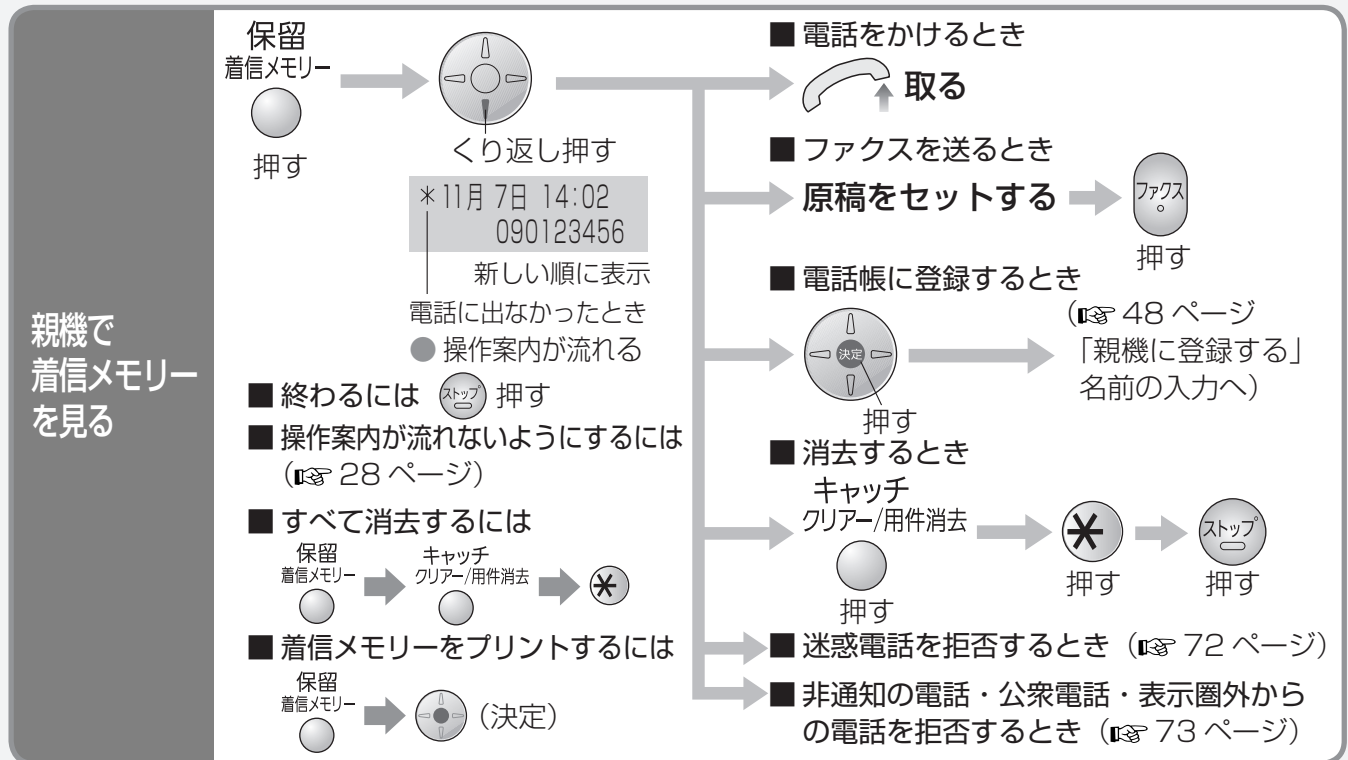 親機で
着信メモリー
を見る
保留
着信メモリー
押す
くり返し押す
＊11月 7日 14:02
090123456
新しい順に表示
電話に出なかったとき
● 操作案内が流れる
■ 終わるには ストップ 押す
■ 操作案内が流れないようにするには
（☞ 28 ページ）
■ すべて消去するには
保留
着信メモリー
キャッチ
クリアー/用件消去
＊
■ 着信メモリーをプリントするには
保留
着信メモリー
（決定）
■ 電話をかけるとき
取る
■ ファクスを送るとき
原稿をセットする
ファクス
押す
■ 電話帳に登録するとき
決定
押す
（☞ 48 ページ
「親機に登録する」
名前の入力へ）
■ 消去するとき
キャッチ
クリアー/用件消去
押す
＊
押す
ストップ
押す
■ 迷惑電話を拒否するとき（☞ 72 ページ）
■ 非通知の電話・公衆電話・表示圏外から
の電話を拒否するとき（☞ 73 ページ）